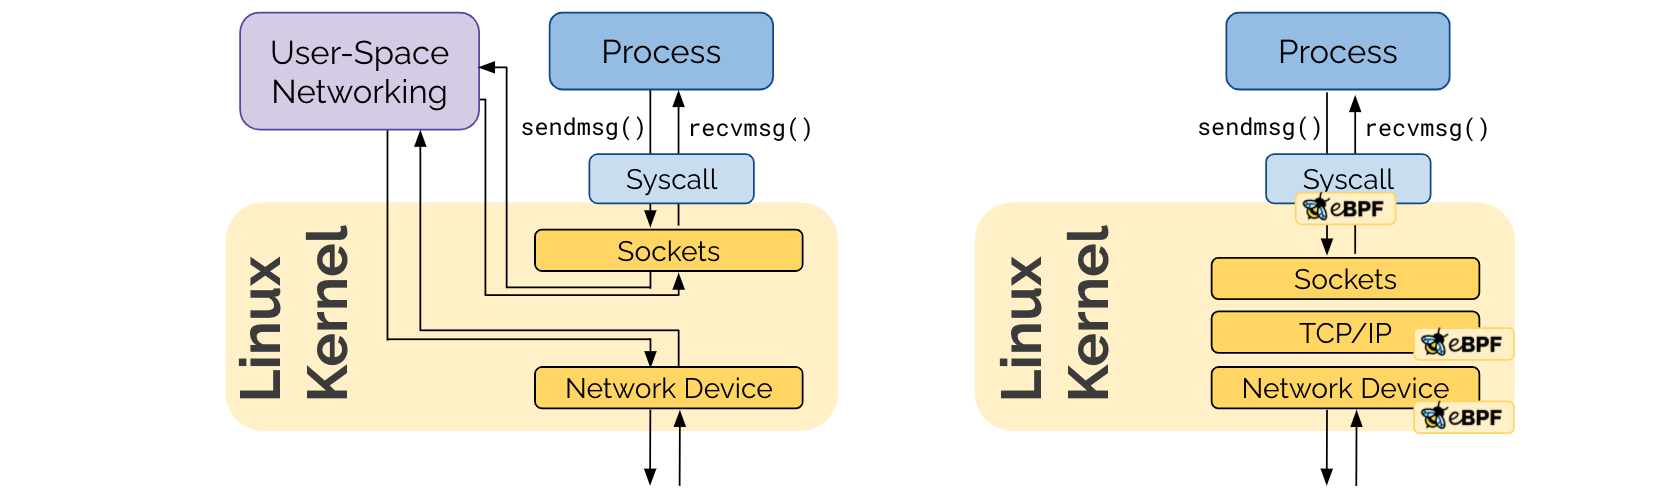 User-Space
Networking
Process
sendmsg()
recvmsg()
Syscall
Linux
Kernel
Sockets
Network Device
Process
sendmsg()
recvmsg()
Syscall
eBPF
Linux
Kernel
Sockets
TCP/IP
eBPF
Network Device
eBPF